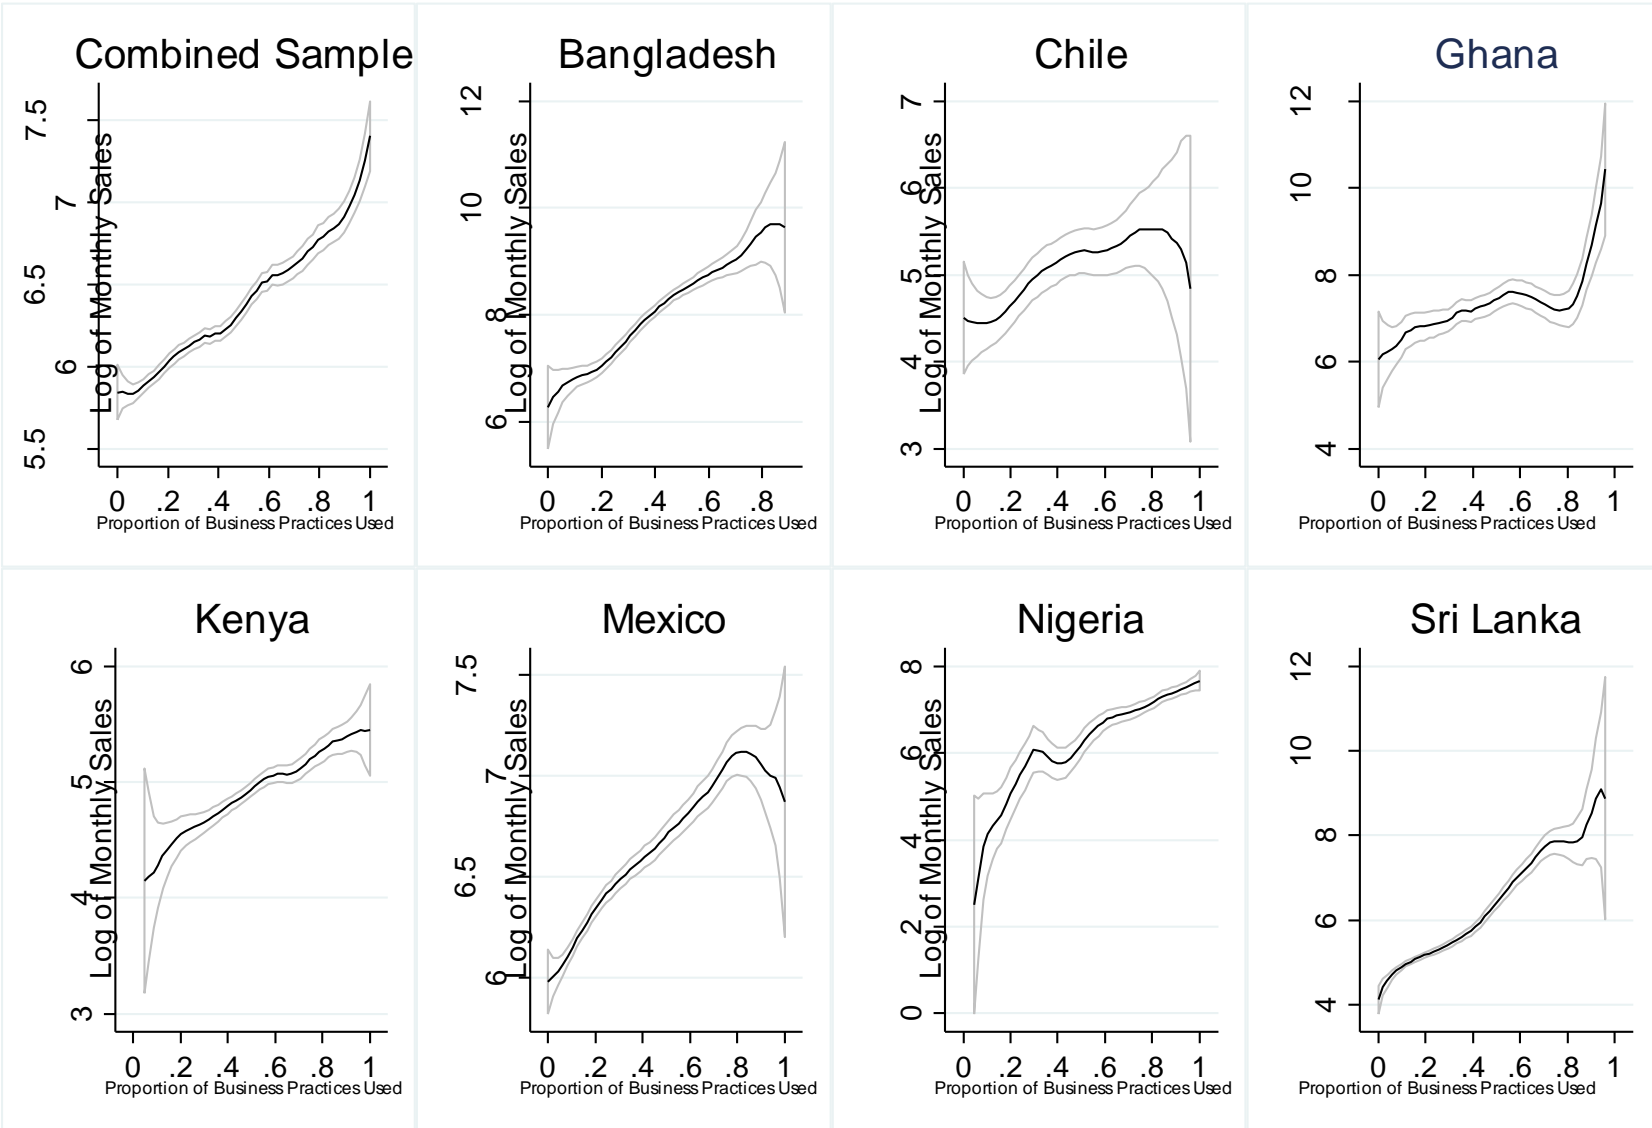 Combined Sample
Log of Monthly Sales
7.5
7
6.5
6
5.5
0 .2 .4 .6 .8 1
Proportion of Business Practices Used
Bangladesh
Log of Monthly Sales
12
10
8
6
0 .2 .4 .6 .8
Proportion of Business Practices Used
Chile
Log of Monthly Sales
7
6
5
4
3
0 .2 .4 .6 .8 1
Proportion of Business Practices Used
Ghana
12
10
8
6
4
0 .2 .4 .6 .8 1
Proportion of Business Practices Used
Kenya
Log of Monthly Sales
6
5
4
3
0 .2 .4 .6 .8 1
Proportion of Business Practices Used
Mexico
Log of Monthly Sales
7.5
7
6.5
6
0 .2 .4 .6 .8 1
Proportion of Business Practices Used
Nigeria
Log of Monthly Sales
8
6
4
2
0
0 .2 .4 .6 .8 1
Proportion of Business Practices Used
Sri Lanka
12
10
8
6
4
0 .2 .4 .6 .8 1
Proportion of Business Practices Used